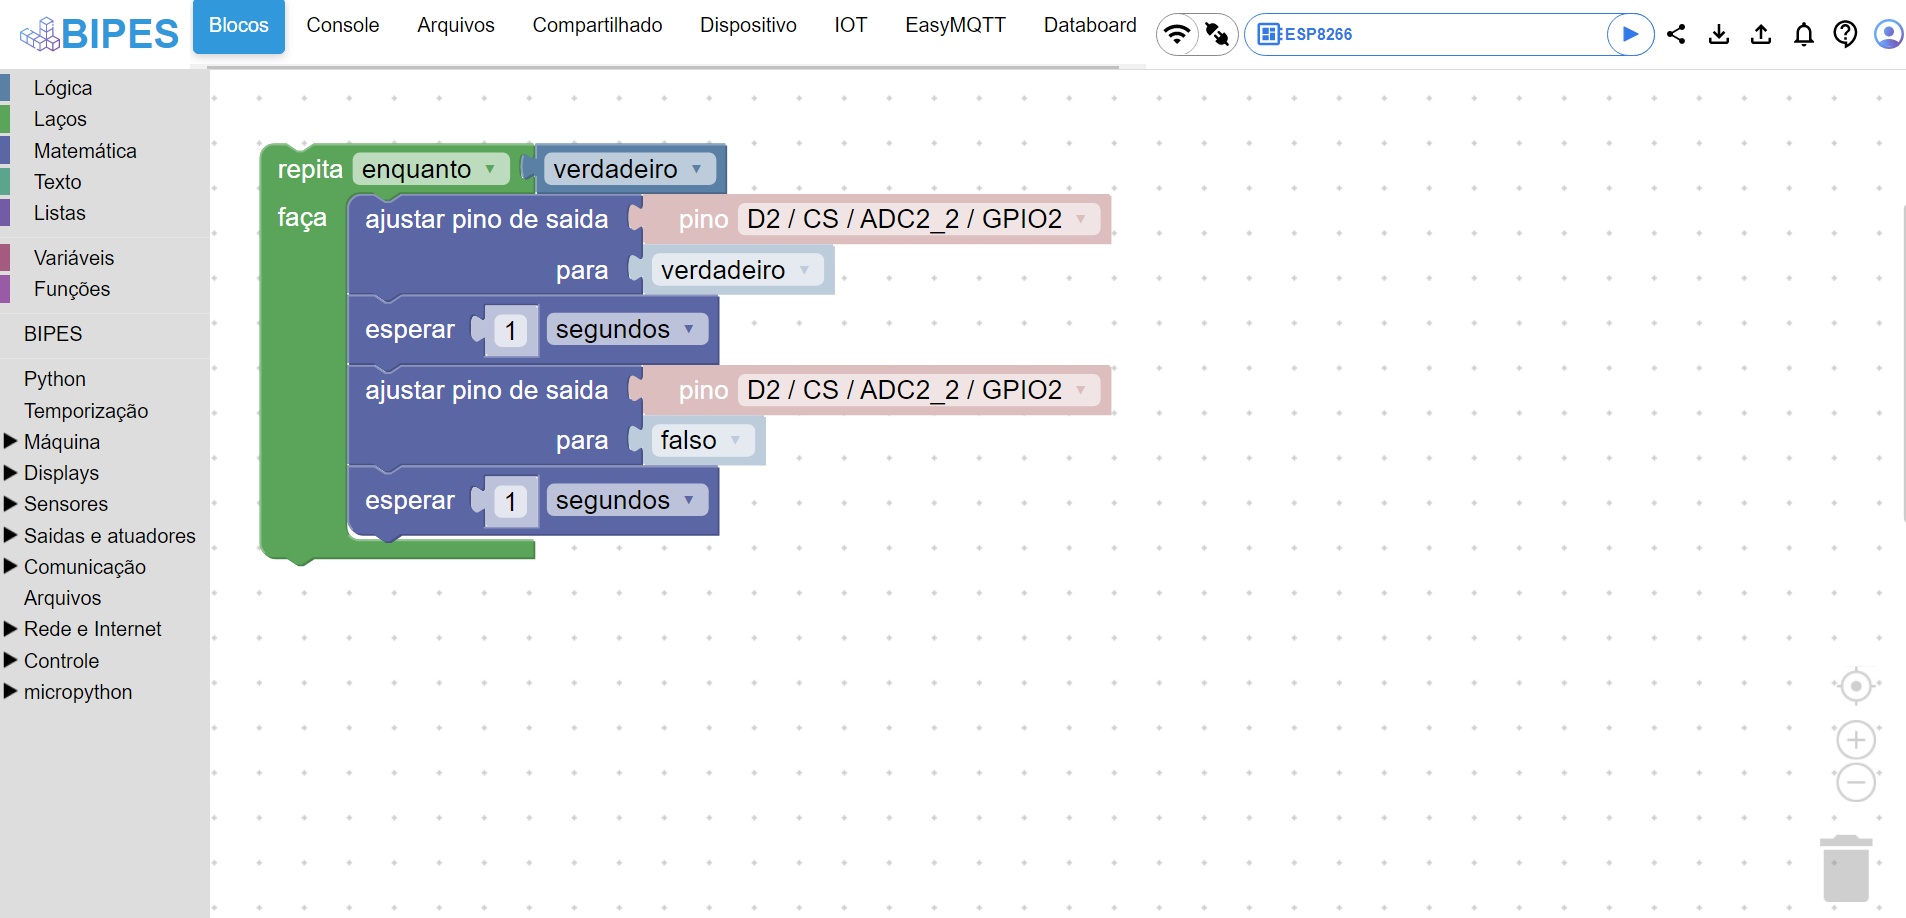 BIPES
Blocos Console Arquivos Compartilhado Dispositivo IOT EasyMQTT Databoard ESP8266
Lógica
Laços
Matemática
Texto
Listas
Variáveis
Funções
BIPES
Python
Temporização
Máquina
Displays
Sensores
Saidas e atuadores
Comunicação
Arquivos
Rede e Internet
Controle
micropython
repita enquanto verdadeiro
faça ajustar pino de saida pino D2 / CS / ADC2_2 / GPIO2
para verdadeiro
esperar 1 segundos
ajustar pino de saida pino D2 / CS / ADC2_2 / GPIO2
para falso
esperar 1 segundos